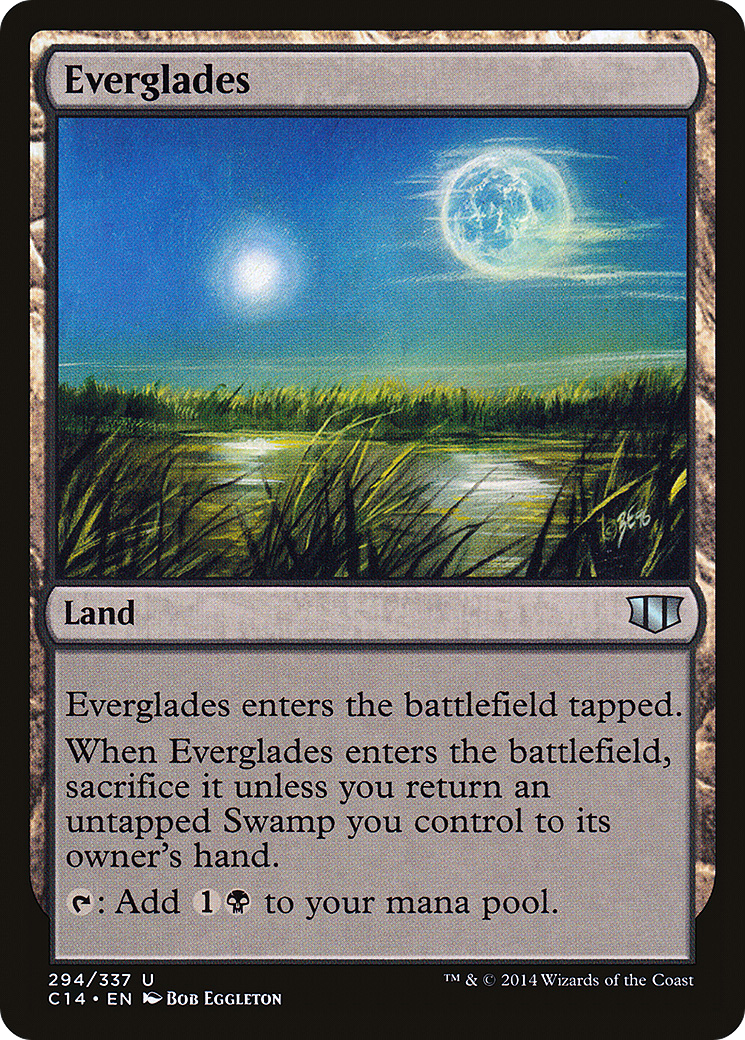 Everglades
©BE96
Land
Everglades enters the battlefield tapped.
When Everglades enters the battlefield,
sacrifice it unless you return an
untapped Swamp you control to its
owner's hand.
: Add 1 to your mana pool.
294/337 U
™ & © 2014 Wizards of the Coast
C14 • EN Bob Eggleton